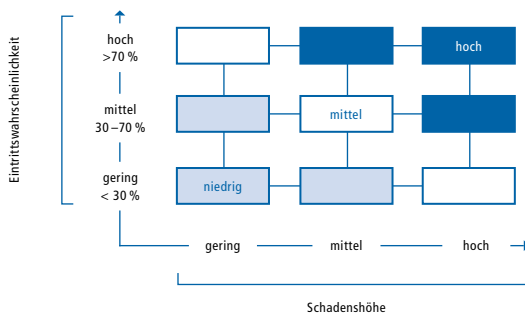 Eintrittswahrscheinlichkeit
hoch
>70 %
hoch
mittel
30–70 %
mittel
gering
< 30 %
niedrig
gering
mittel
hoch
Schadenshöhe